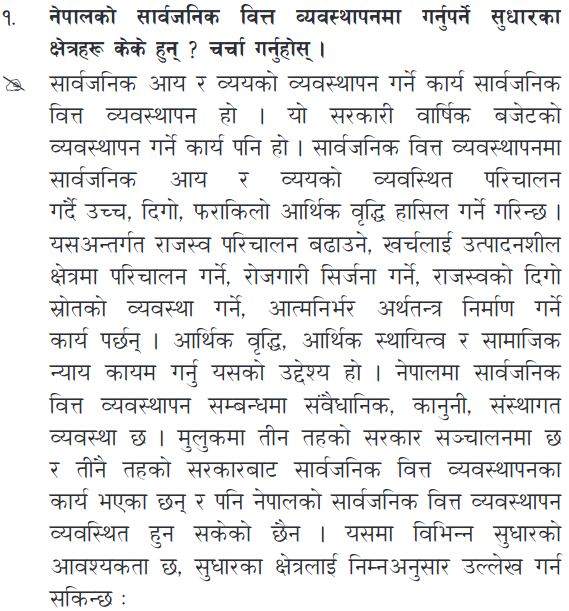 १. नेपालको सार्वजनिक वित्त व्यवस्थापनमा गर्नुपर्ने सुधारका
क्षेत्रहरू केके हुन् ? चर्चा गर्नुहोस् ।
सार्वजनिक आय र व्ययको व्यवस्थापन गर्ने कार्य सार्वजनिक
वित्त व्यवस्थापन हो । यो सरकारी वार्षिक बजेटको
व्यवस्थापन गर्ने कार्य पनि हो । सार्वजनिक वित्त व्यवस्थापनमा
सार्वजनिक आय र व्ययको व्यवस्थित परिचालन
गर्दै उच्च, दिगो, फराकिलो आर्थिक वृद्धि हासिल गर्ने गरिन्छ ।
यसअन्तर्गत राजस्व परिचालन बढाउने, खर्चलाई उत्पादनशील
क्षेत्रमा परिचालन गर्ने, रोजगारी सिर्जना गर्ने, राजस्वको दिगो
स्रोतको व्यवस्था गर्ने, आत्मनिर्भर अर्थतन्त्र निर्माण गर्ने
कार्य पर्छन् । आर्थिक वृद्धि, आर्थिक स्थायित्व र सामाजिक
न्याय कायम गर्नु यसको उद्देश्य हो । नेपालमा सार्वजनिक
वित्त व्यवस्थापन सम्बन्धमा संवैधानिक, कानुनी, संस्थागत
व्यवस्था छ । मुलुकमा तीन तहको सरकार सञ्चालनमा छ
र तीनै तहको सरकारबाट सार्वजनिक वित्त व्यवस्थापनका
कार्य भएका छन् र पनि नेपालको सार्वजनिक वित्त व्यवस्थापन
व्यवस्थित हुन सकेको छैन । यसमा विभिन्न सुधारको
आवश्यकता छ, सुधारका क्षेत्रलाई निम्नअनुसार उल्लेख गर्न
सकिन्छ :